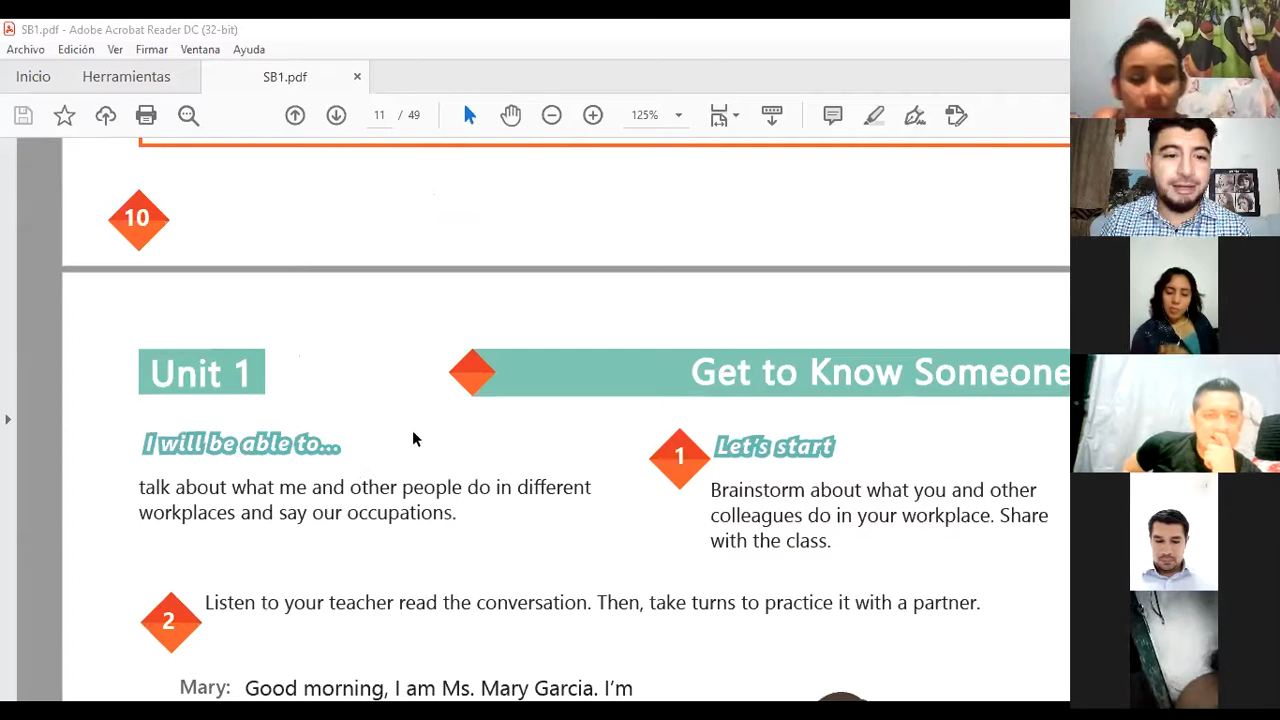 SB1.pdf - Adobe Acrobat Reader DC (32-bit)
Archivo Edición Ver Firmar Ventana Ayuda
Inicio Herramientas SB1.pdf ×
11 / 49 125%
10
Unit 1 Get to Know Someone
I will be able to...
talk about what me and other people do in different
workplaces and say our occupations.
1 Let's start
Brainstorm about what you and other
colleagues do in your workplace. Share
with the class.
2 Listen to your teacher read the conversation. Then, take turns to practice it with a partner.
Mary: Good morning, I am Ms. Mary Garcia. I'm